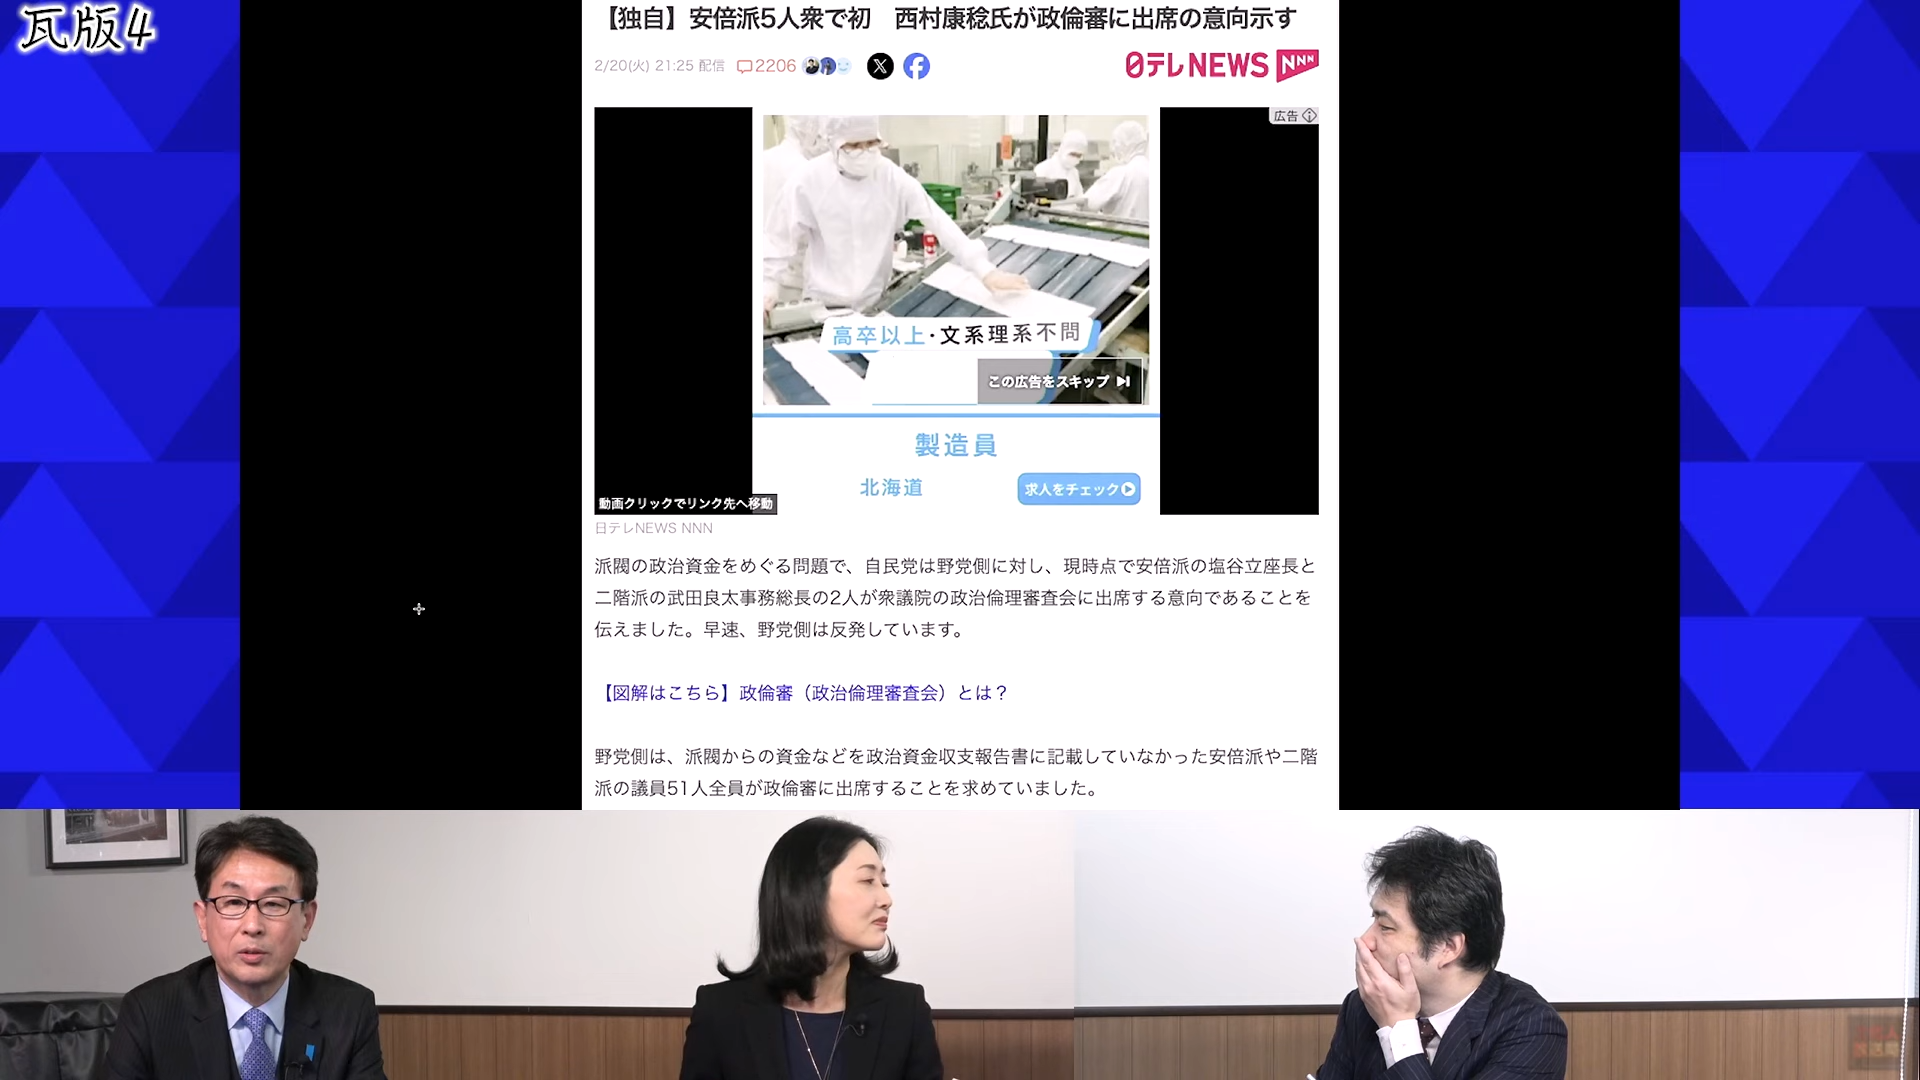 瓦版4
【独自】安倍派5人衆で初　西村康稔氏が政倫審に出席の意向示す
2/20(火) 21:25 配信 2206
日テレNEWS NNN
広告
高卒以上・文系理系不問
この広告をスキップ
製造員
北海道
求人をチェック
動画クリックでリンク先へ移動
日テレNEWS NNN
派閥の政治資金をめぐる問題で、自民党は野党側に対し、現時点で安倍派の塩谷立座長と
二階派の武田良太事務総長の2人が衆議院の政治倫理審査会に出席する意向であることを
伝えました。早速、野党側は反発しています。
【図解はこちら】政倫審（政治倫理審査会）とは？
野党側は、派閥からの資金などを政治資金収支報告書に記載していなかった安倍派や二階
派の議員51人全員が政倫審に出席することを求めていました。